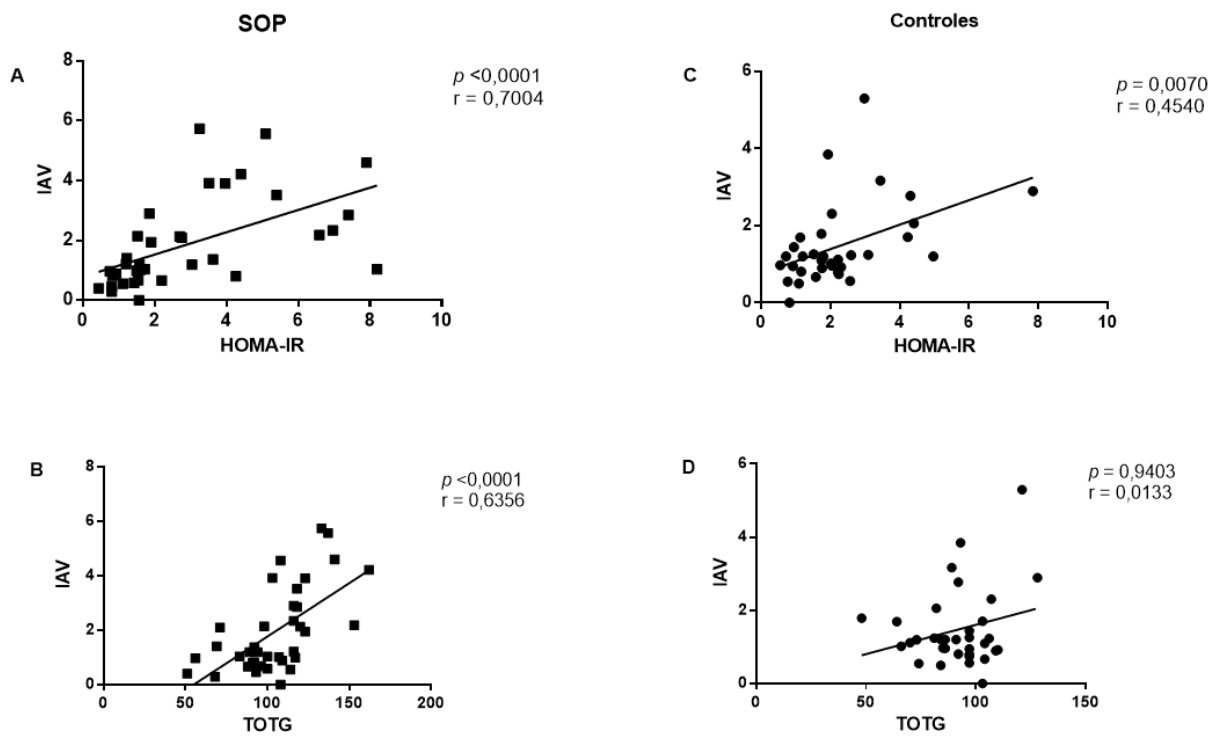 SOP
Controles
A
p <0,0001
r = 0,7004
8
6
4
2
0
IAV
0 2 4 6 8 10
HOMA-IR
C
p = 0,0070
r = 0,4540
6
4
2
0
IAV
0 2 4 6 8 10
HOMA-IR
B
p <0,0001
r = 0,6356
8
6
4
2
0
IAV
0 50 100 150 200
TOTG
D
p = 0,9403
r = 0,0133
6
4
2
0
IAV
0 50 100 150
TOTG